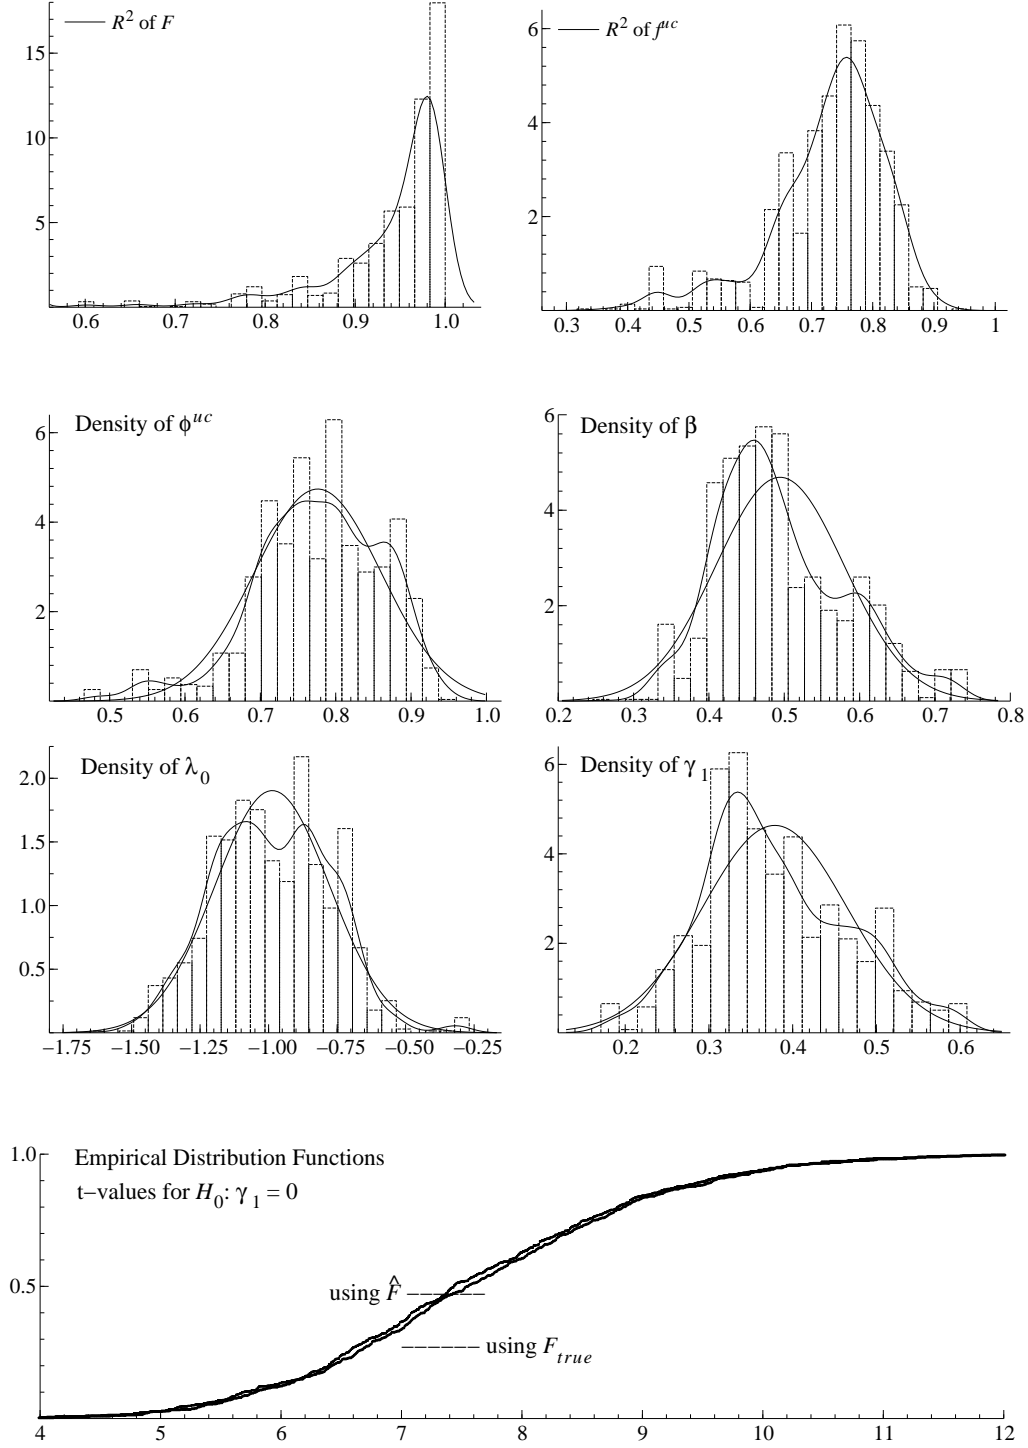 R² of F
15
10
5
0.6 0.7 0.8 0.9 1.0
R² of f^uc
6
4
2
0.3 0.4 0.5 0.6 0.7 0.8 0.9 1
Density of ϕ^uc
6
4
2
0.5 0.6 0.7 0.8 0.9 1.0
Density of β
6
4
2
0.2 0.3 0.4 0.5 0.6 0.7 0.8
Density of λ_0
2.0
1.5
1.0
0.5
−1.75 −1.50 −1.25 −1.00 −0.75 −0.50 −0.25
Density of γ_1
6
4
2
0.2 0.3 0.4 0.5 0.6
Empirical Distribution Functions
t−values for H_0: γ_1 = 0
1.0
0.5
using F̂
using F_true
4 5 6 7 8 9 10 11 12